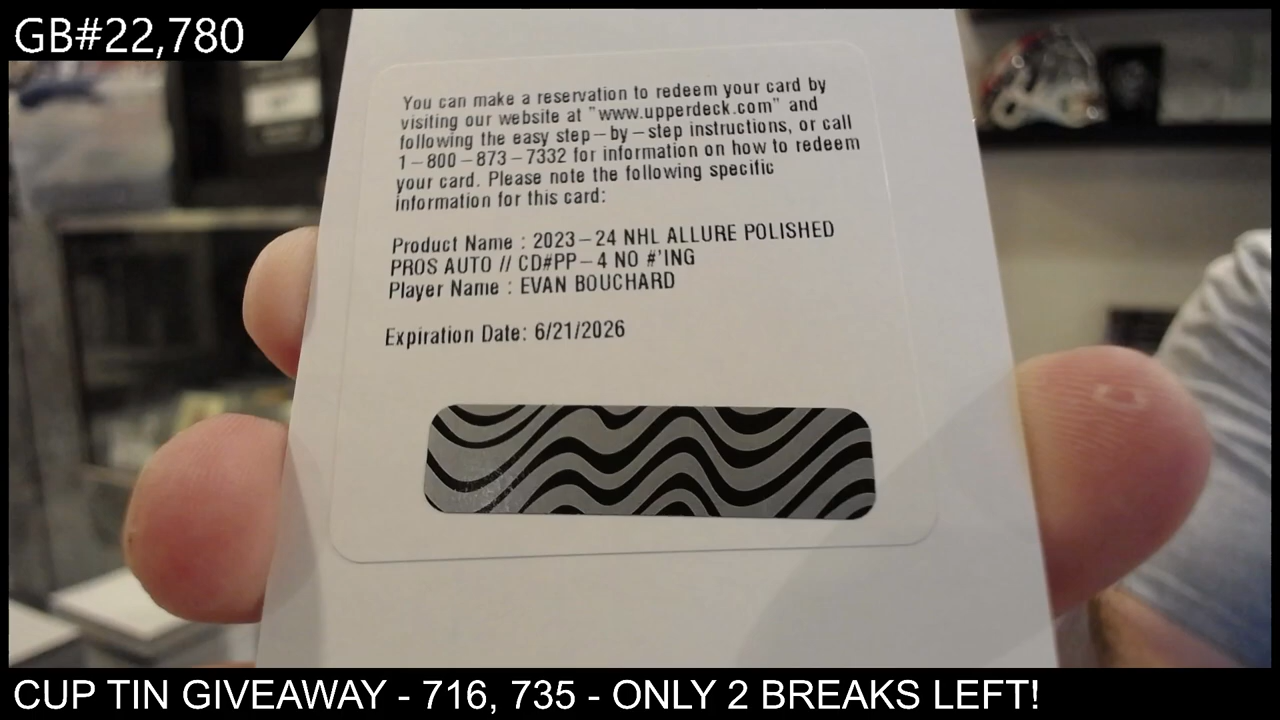 GB#22,780
You can make a reservation to redeem your card by
visiting our website at "www.upperdeck.com" and
following the easy step-by-step instructions, or call
1-800-873-7332 for information on how to redeem
your card. Please note the following specific
information for this card:
Product Name : 2023-24 NHL ALLURE POLISHED
PROS AUTO // CD#PP-4 NO #'ING
Player Name : EVAN BOUCHARD
Expiration Date: 6/21/2026
CUP TIN GIVEAWAY - 716, 735 - ONLY 2 BREAKS LEFT!